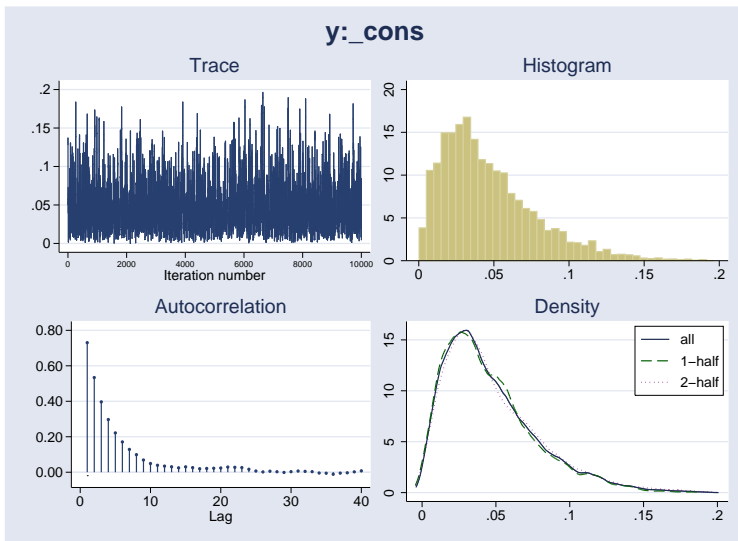 y:_cons
Trace
.2
.15
.1
.05
0
0 2000 4000 6000 8000 10000
Iteration number
Histogram
20
15
10
5
0
0 .05 .1 .15 .2
Autocorrelation
0.80
0.60
0.40
0.20
0.00
0 10 20 30 40
Lag
Density
15
10
5
0
0 .05 .1 .15 .2
all
1−half
2−half